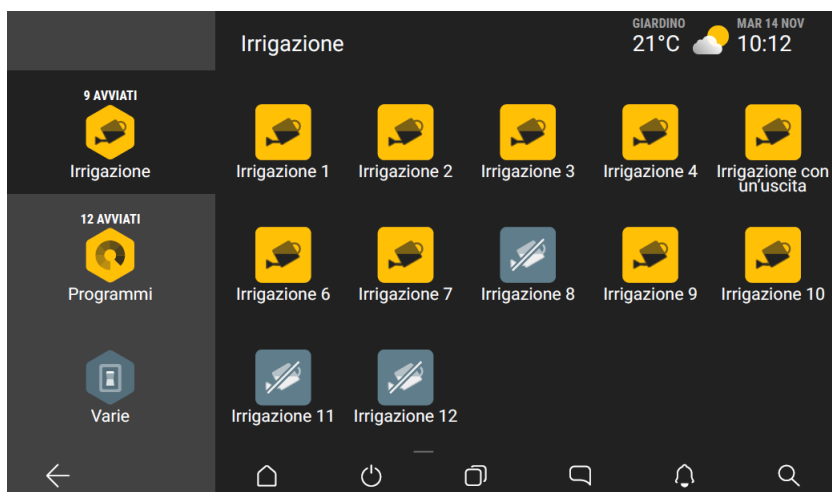 Irrigazione
GIARDINO
21°C
MAR 14 NOV
10:12
9 AVVIATI
Irrigazione
12 AVVIATI
Programmi
Varie
Irrigazione 1
Irrigazione 2
Irrigazione 3
Irrigazione 4
Irrigazione con
un'uscita
Irrigazione 6
Irrigazione 7
Irrigazione 8
Irrigazione 9
Irrigazione 10
Irrigazione 11
Irrigazione 12